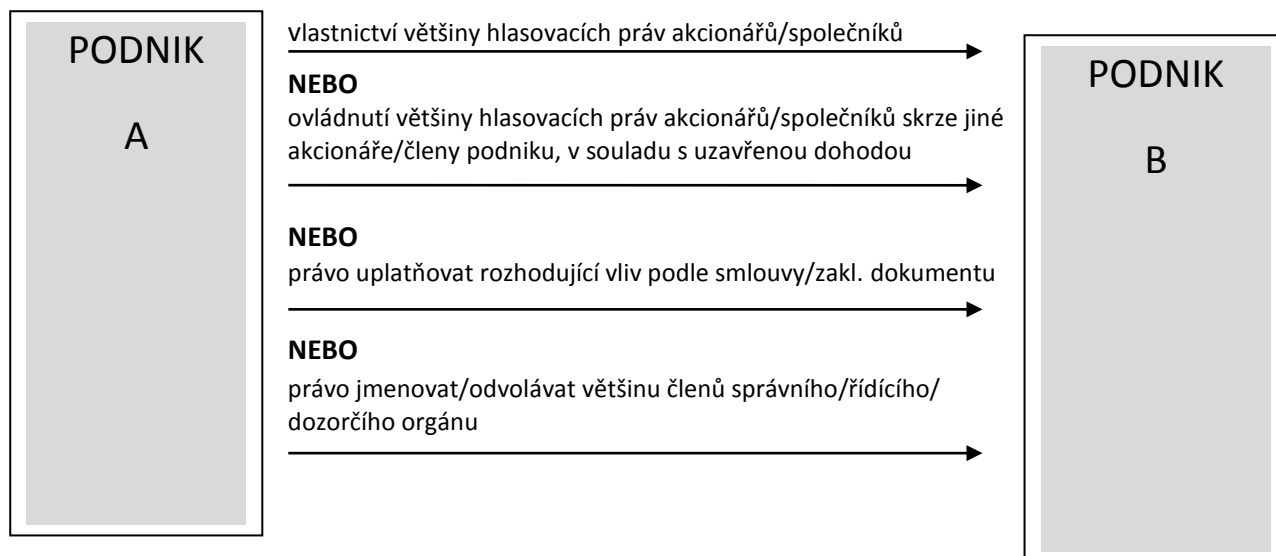 PODNIK
A
vlastnictví většiny hlasovacích práv akcionářů/společníků
NEBO
ovládnutí většiny hlasovacích práv akcionářů/společníků skrze jiné
akcionáře/členy podniku, v souladu s uzavřenou dohodou
NEBO
právo uplatňovat rozhodující vliv podle smlouvy/zakl. dokumentu
NEBO
právo jmenovat/odvolávat většinu členů správního/řídícího/
dozorčího orgánu
PODNIK
B